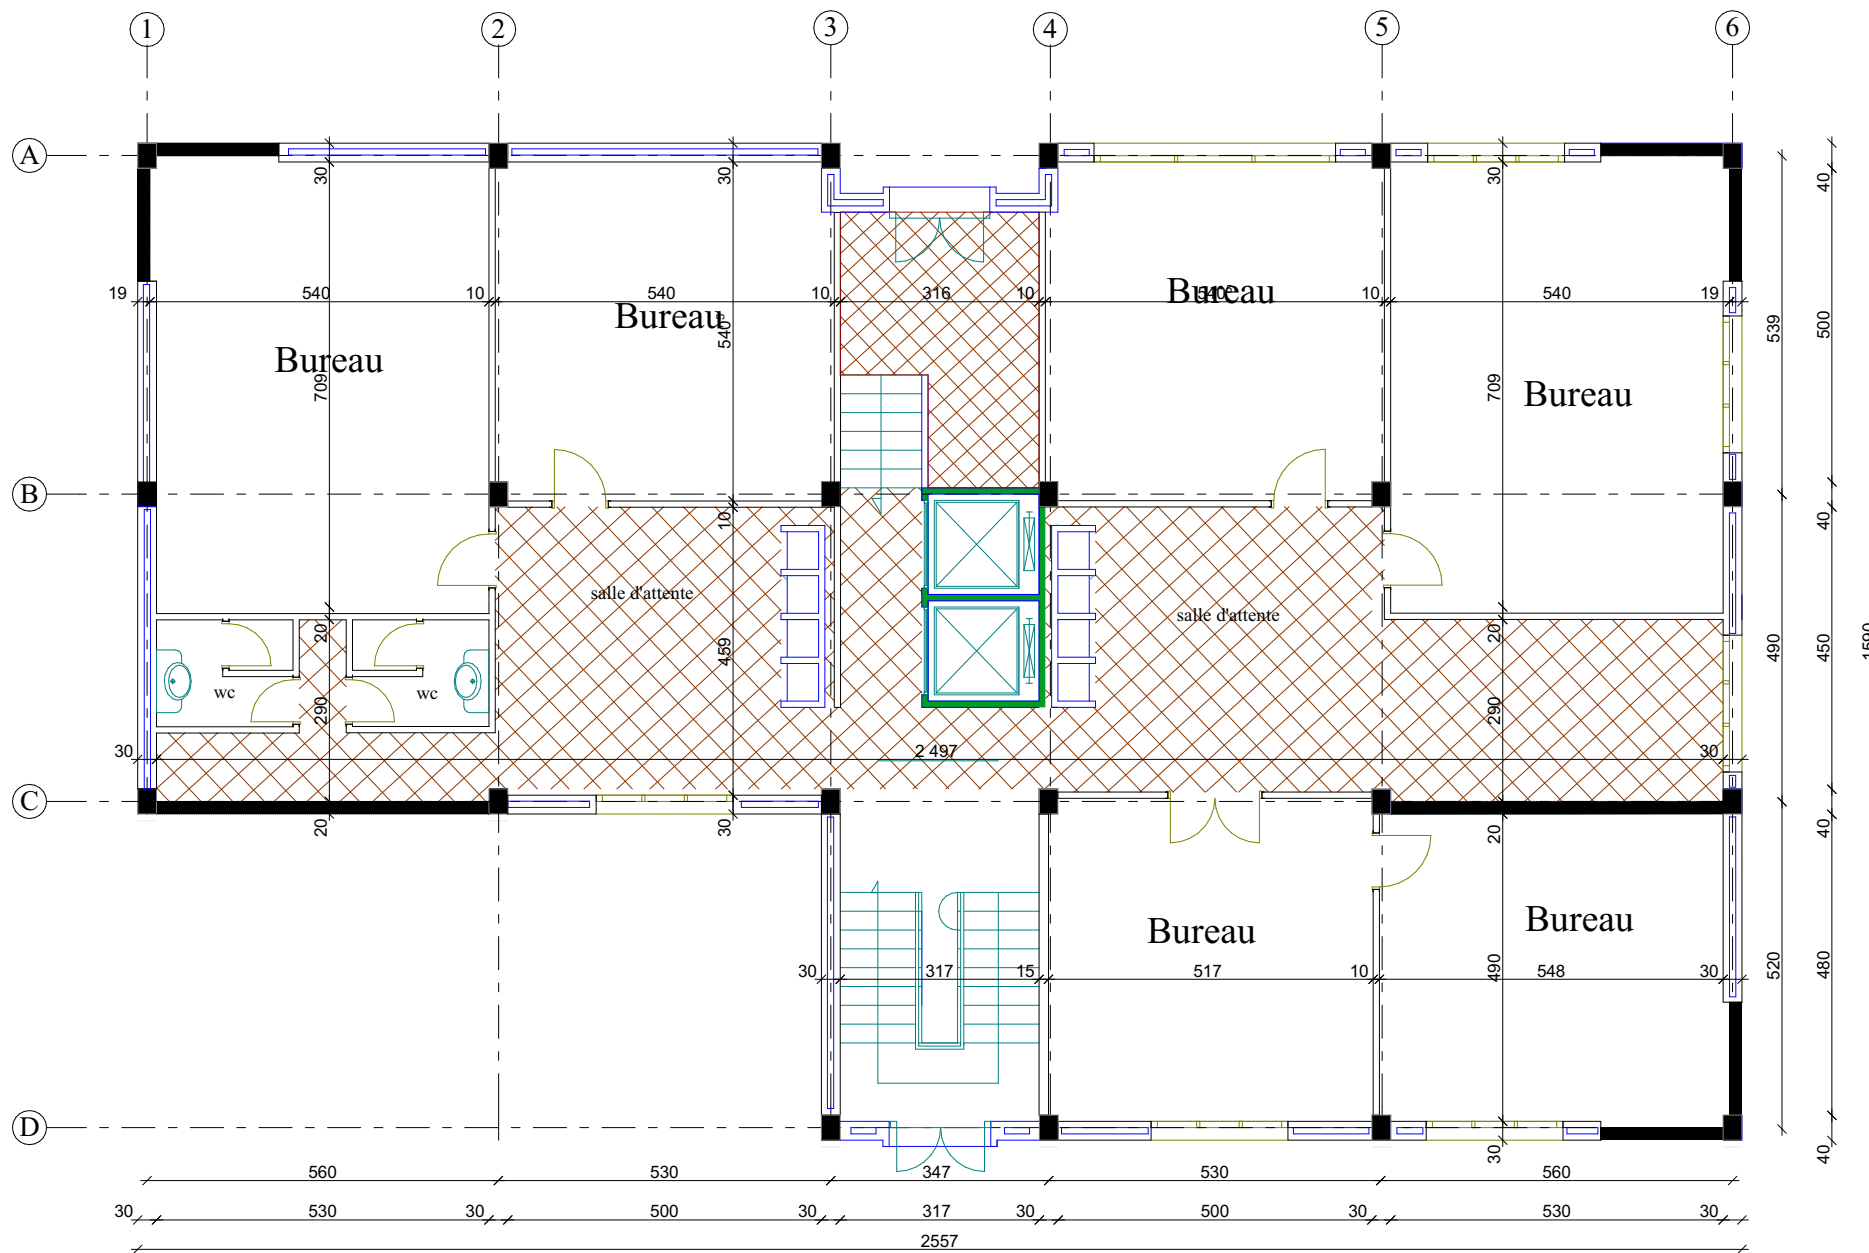 1 2 3 4 5 6
A
30 30 30 40
19 540 10 540 10 316 10 540⁵ 10 540 19
Bureau Bureau
Bureau 540⁵ 539 500
Bureau 709 709 Bureau
B
10 40
salle d'attente
salle d'attente
20 459 20 490 450 1590
wc wc
290 290
30 2 497 30
C
20 30 20 40
Bureau Bureau
30 317 15 517 10 490 548 30 520 480
D
30 40
560 530 347 530 560
30 530 30 500 30 317 30 500 30 530 30
2557